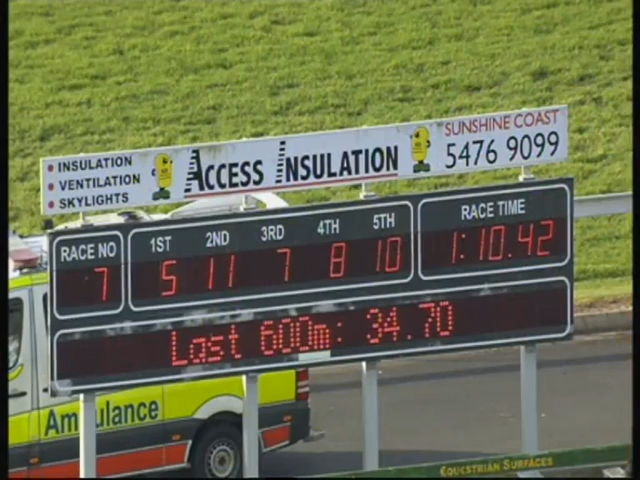 • INSULATION
• VENTILATION
• SKYLIGHTS
ACCESS INSULATION
SUNSHINE COAST
5476 9099
RACE NO 1ST 2ND 3RD 4TH 5TH RACE TIME
7 5 11 7 8 10 1:10.42
Last 600m: 34.70
Ambulance
EQUESTRIAN SURFACES